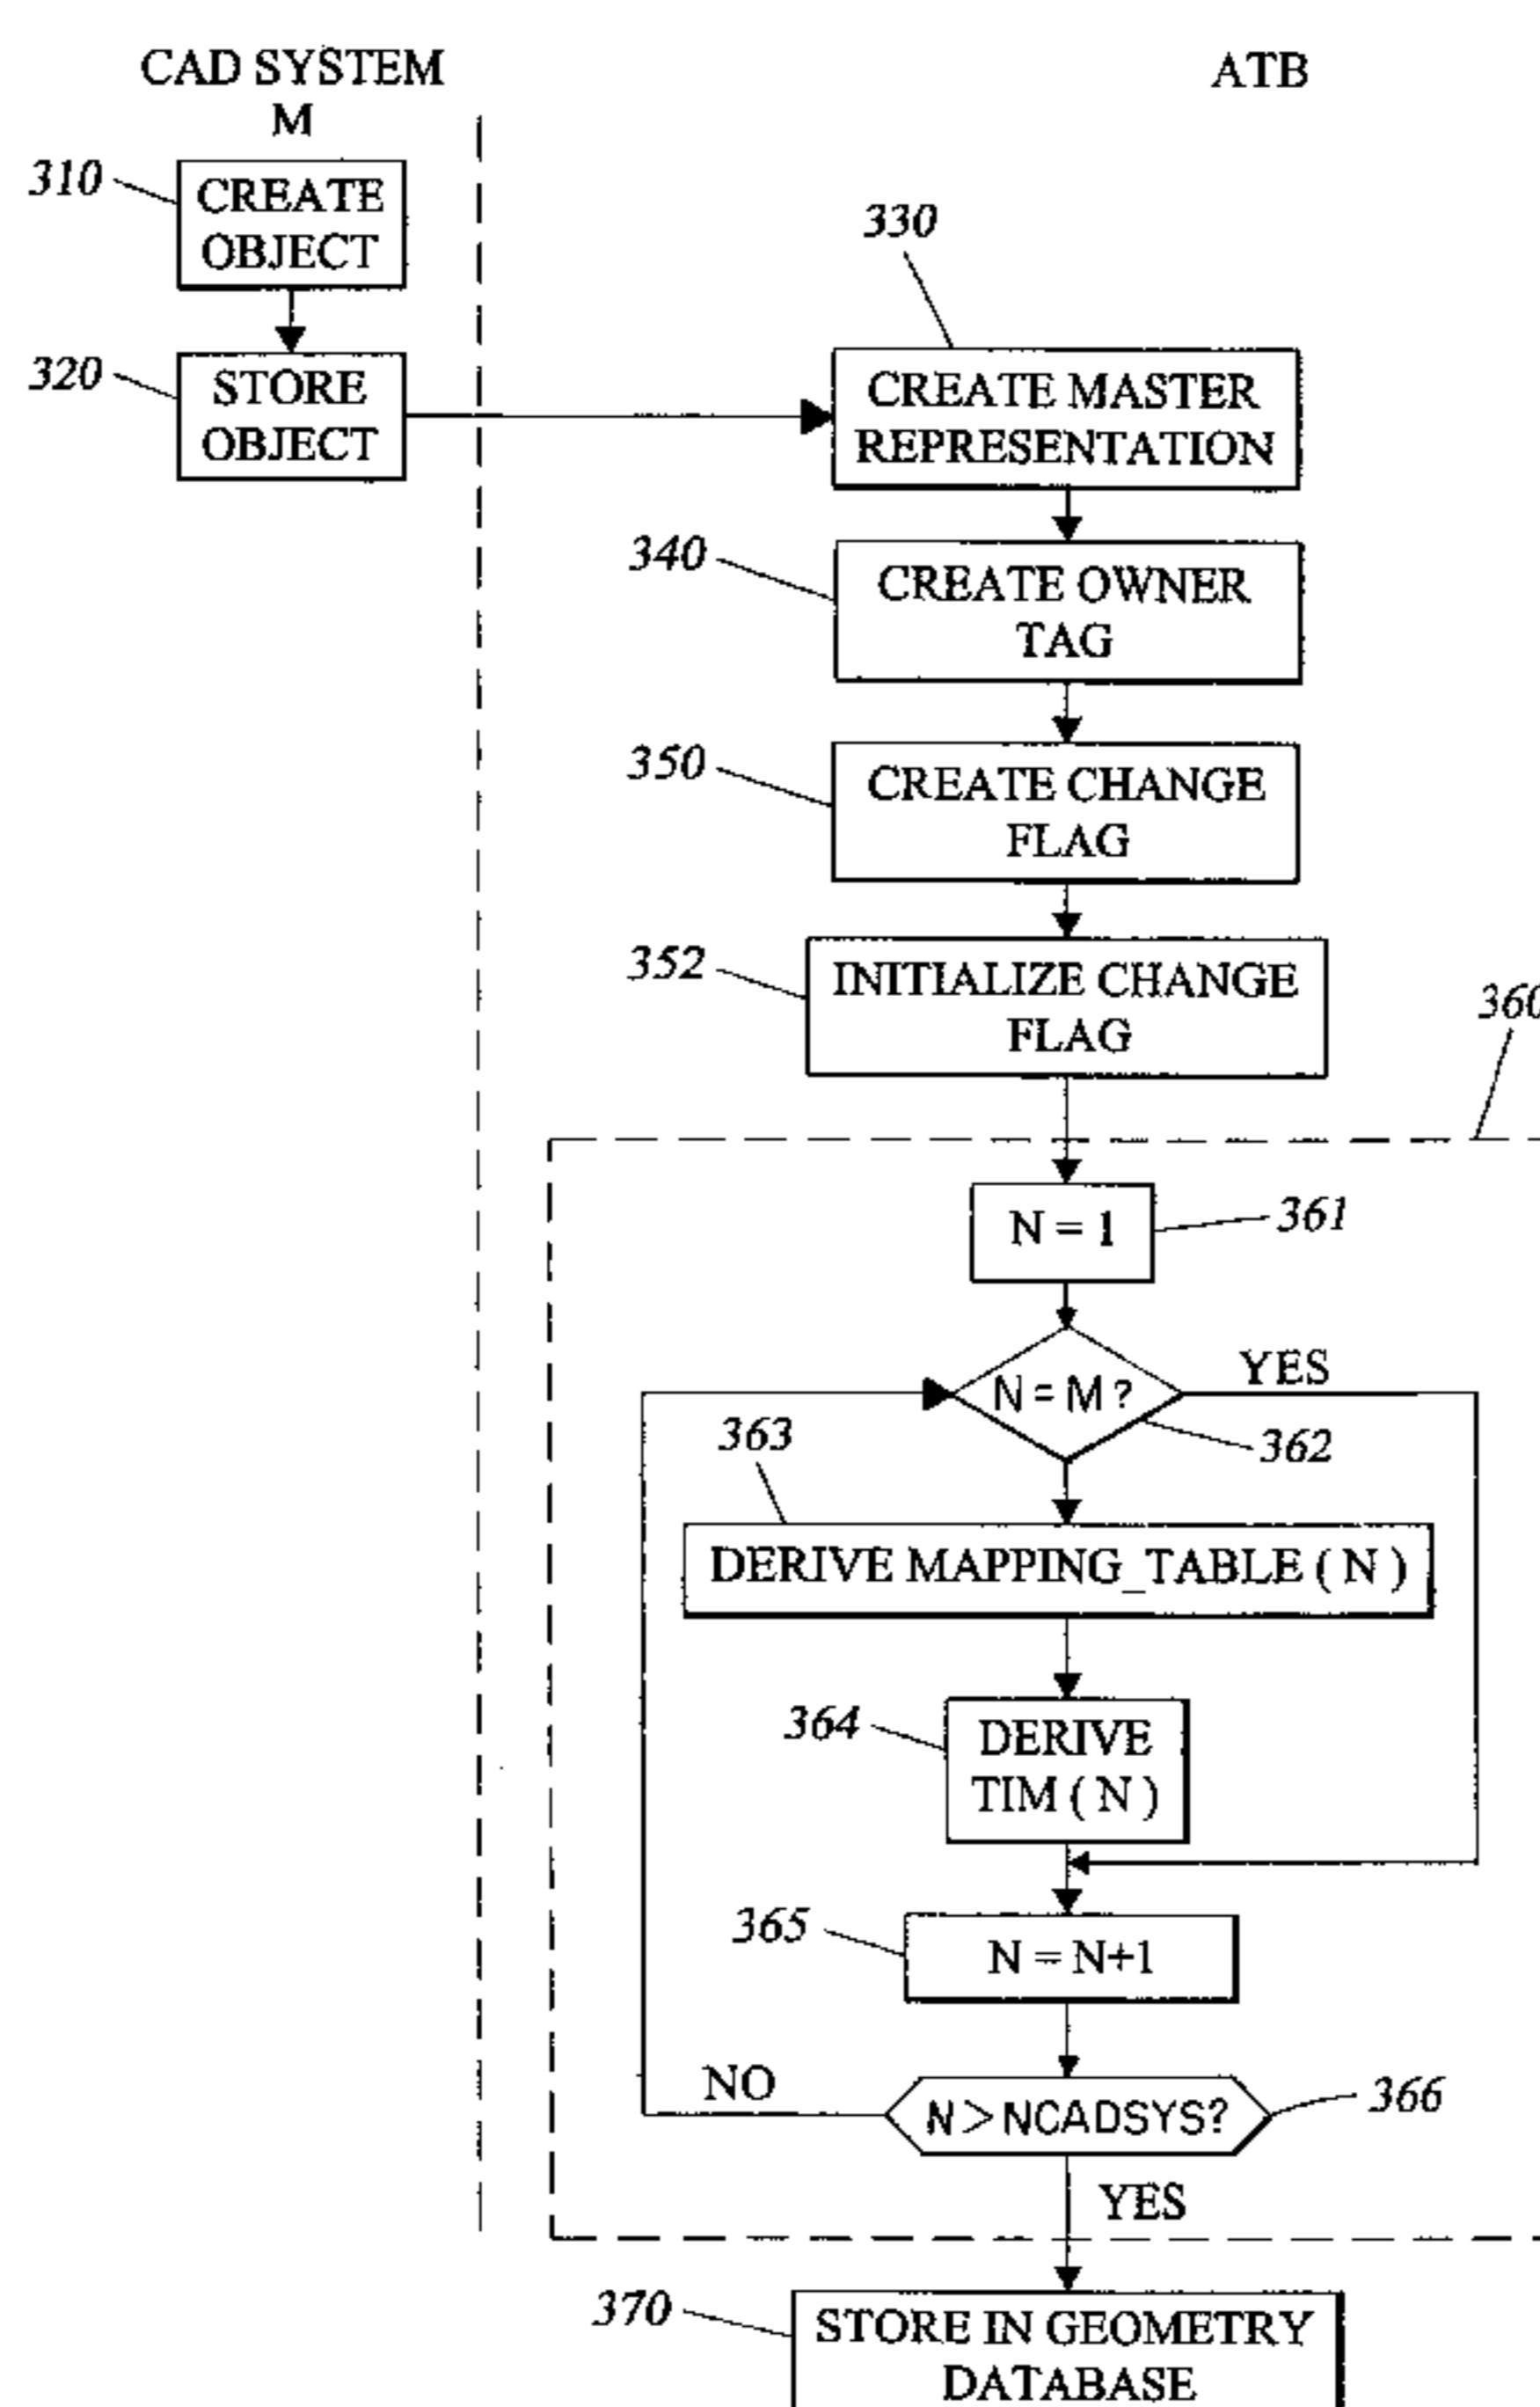 CAD SYSTEM
M
ATB
310
CREATE
OBJECT
320
STORE
OBJECT
330
CREATE MASTER
REPRESENTATION
340
CREATE OWNER
TAG
350
CREATE CHANGE
FLAG
352
INITIALIZE CHANGE
FLAG
360
N = 1
361
N = M ?
YES
362
363
DERIVE MAPPING_TABLE ( N )
364
DERIVE
TIM ( N )
365
N = N+1
NO
N > NCADSYS?
366
YES
370
STORE IN GEOMETRY
DATABASE